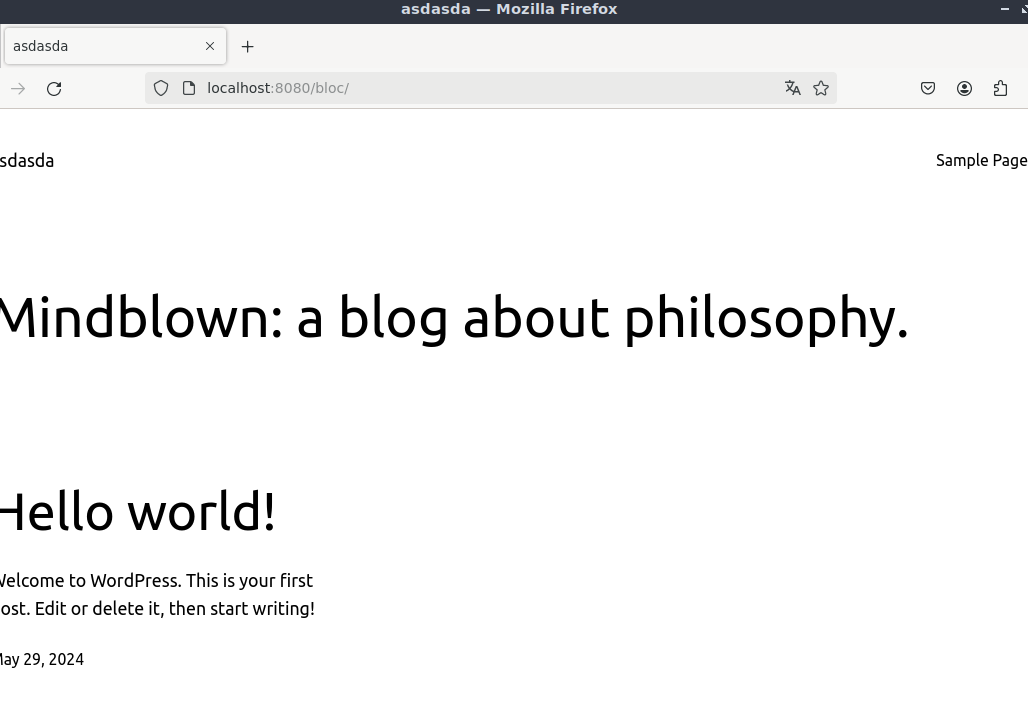 asdasda — Mozilla Firefox
asdasda
localhost:8080/bloc/
sdasda
Sample Page
Mindblown: a blog about philosophy.
Hello world!
Welcome to WordPress. This is your first
ost. Edit or delete it, then start writing!
May 29, 2024